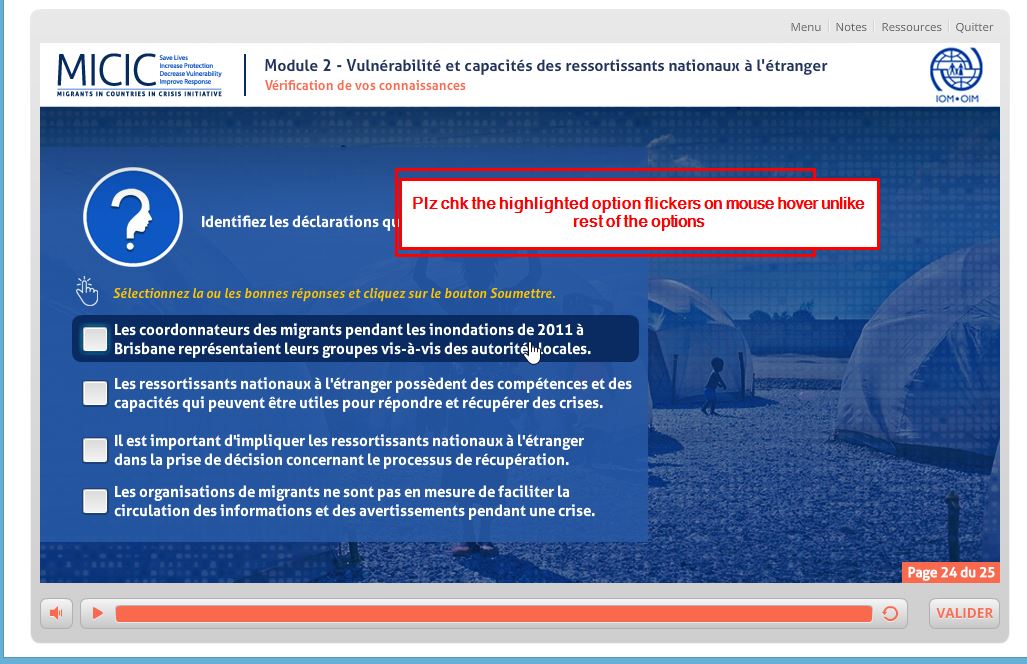 Menu Notes Ressources Quitter
MICIC
Save Lives
Increase Protection
Decrease Vulnerability
Improve Response
MIGRANTS IN COUNTRIES IN CRISIS INITIATIVE
Module 2 - Vulnérabilité et capacités des ressortissants nationaux à l'étranger
Vérification de vos connaissances
IOM•OIM
Plz chk the highlighted option flickers on mouse hover unlike
rest of the options
Identifiez les déclarations
Sélectionnez la ou les bonnes réponses et cliquez sur le bouton Soumettre.
Les coordonnateurs des migrants pendant les inondations de 2011 à
Brisbane représentaient leurs groupes vis-à-vis des autorités locales.
Les ressortissants nationaux à l'étranger possèdent des compétences et des
capacités qui peuvent être utiles pour répondre et récupérer des crises.
Il est important d'impliquer les ressortissants nationaux à l'étranger
dans la prise de décision concernant le processus de récupération.
Les organisations de migrants ne sont pas en mesure de faciliter la
circulation des informations et des avertissements pendant une crise.
Page 24 du 25
VALIDER